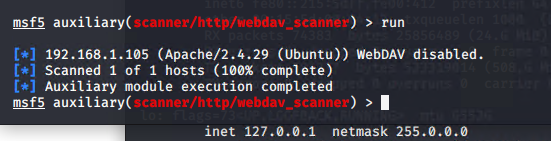 msf5 auxiliary(scanner/http/webdav_scanner) > run
[*] 192.168.1.105 (Apache/2.4.29 (Ubuntu)) WebDAV disabled.
[*] Scanned 1 of 1 hosts (100% complete)
[*] Auxiliary module execution completed
msf5 auxiliary(scanner/http/webdav_scanner) >
inet 127.0.0.1 netmask 255.0.0.0